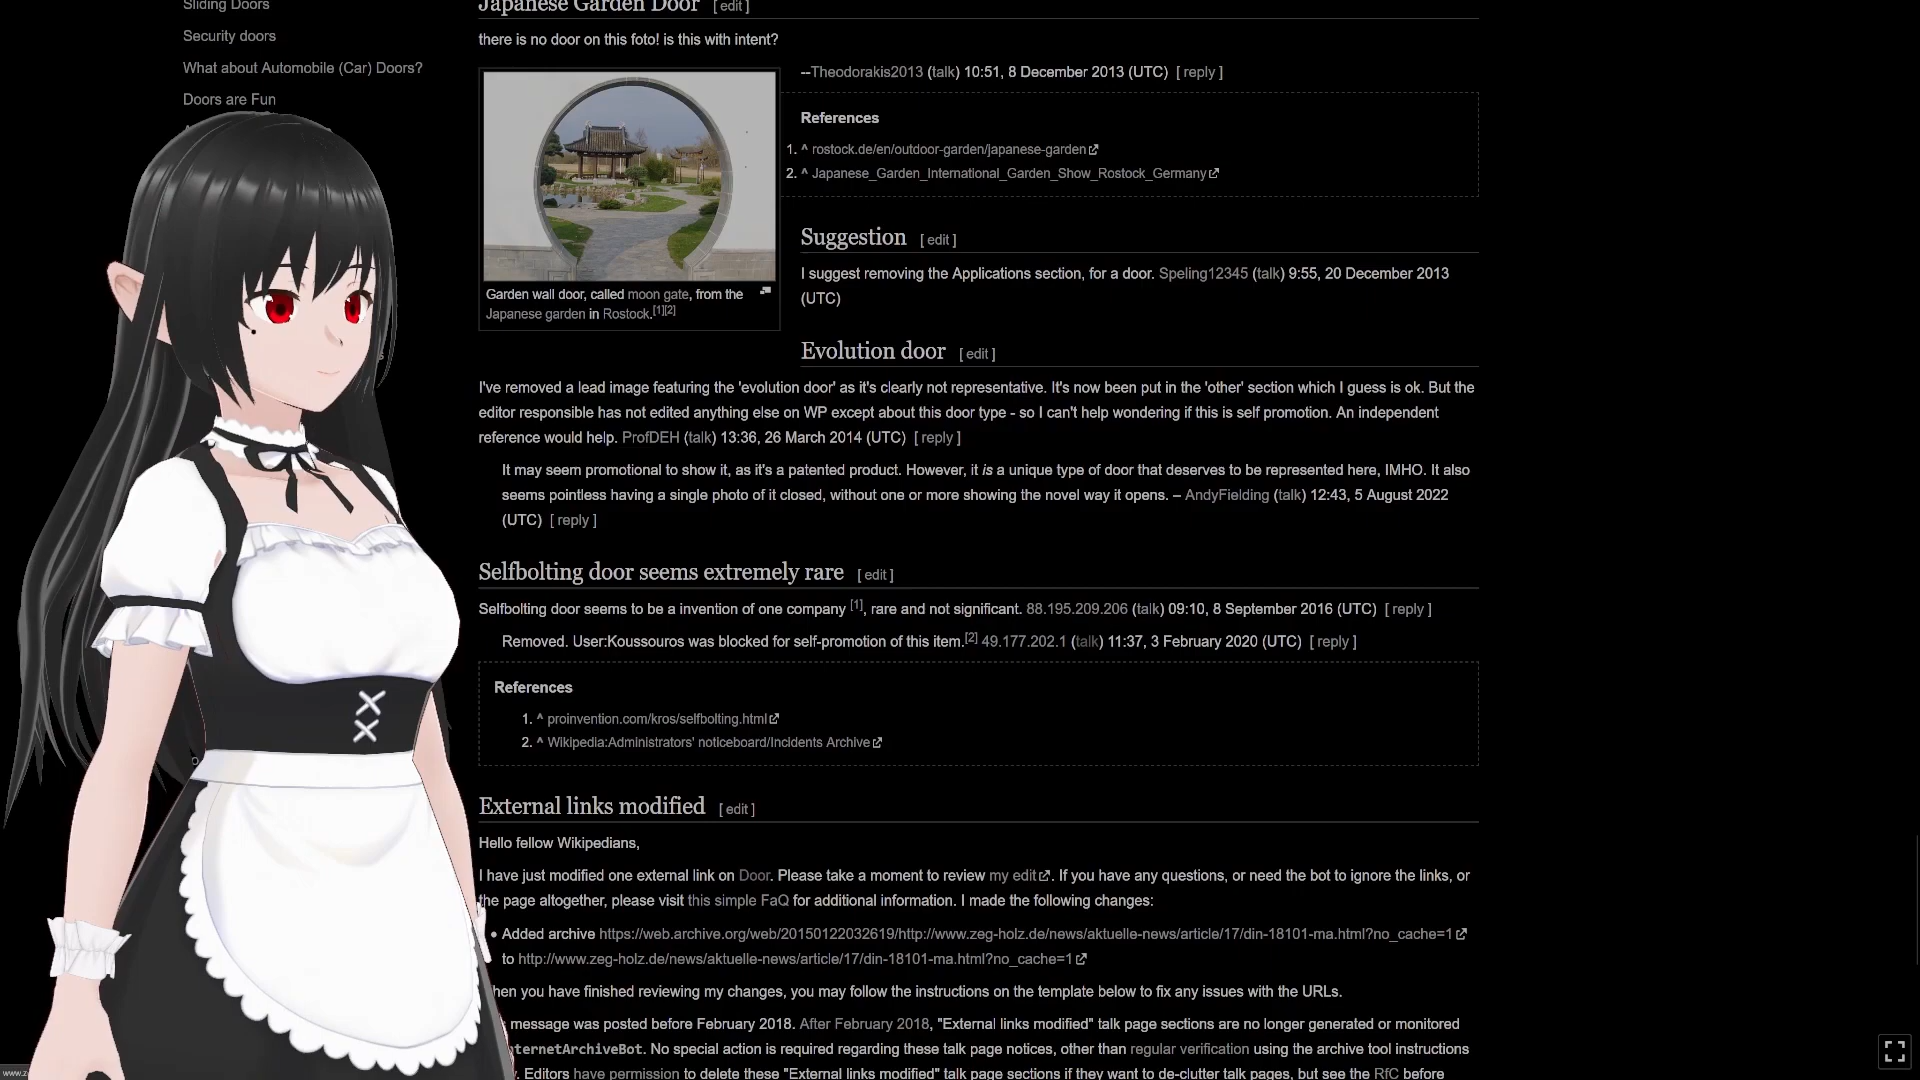 Sliding Doors
Security doors
What about Automobile (Car) Doors?
Doors are Fun
Japanese Garden Door [ edit ]
there is no door on this foto! is this with intent?
--Theodorakis2013 (talk) 10:51, 8 December 2013 (UTC) [ reply ]
References
1. ^ rostock.de/en/outdoor-garden/japanese-garden
2. ^ Japanese_Garden_International_Garden_Show_Rostock_Germany
Garden wall door, called moon gate, from the
Japanese garden in Rostock.[1][2]
Suggestion [ edit ]
I suggest removing the Applications section, for a door. Speling12345 (talk) 9:55, 20 December 2013
(UTC)
Evolution door [ edit ]
I've removed a lead image featuring the 'evolution door' as it's clearly not representative. It's now been put in the 'other' section which I guess is ok. But the
editor responsible has not edited anything else on WP except about this door type - so I can't help wondering if this is self promotion. An independent
reference would help. ProfDEH (talk) 13:36, 26 March 2014 (UTC) [ reply ]
It may seem promotional to show it, as it's a patented product. However, it is a unique type of door that deserves to be represented here, IMHO. It also
seems pointless having a single photo of it closed, without one or more showing the novel way it opens. – AndyFielding (talk) 12:43, 5 August 2022
(UTC) [ reply ]
Selfbolting door seems extremely rare [ edit ]
Selfbolting door seems to be a invention of one company [1], rare and not significant. 88.195.209.206 (talk) 09:10, 8 September 2016 (UTC) [ reply ]
Removed. User:Koussouros was blocked for self-promotion of this item.[2] 49.177.202.1 (talk) 11:37, 3 February 2020 (UTC) [ reply ]
References
1. ^ proinvention.com/kros/selfbolting.html
2. ^ Wikipedia:Administrators' noticeboard/Incidents Archive
External links modified [ edit ]
Hello fellow Wikipedians,
I have just modified one external link on Door. Please take a moment to review my edit. If you have any questions, or need the bot to ignore the links, or
the page altogether, please visit this simple FaQ for additional information. I made the following changes:
• Added archive https://web.archive.org/web/20150122032619/http://www.zeg-holz.de/news/aktuelle-news/article/17/din-18101-ma.html?no_cache=1
to http://www.zeg-holz.de/news/aktuelle-news/article/17/din-18101-ma.html?no_cache=1
hen you have finished reviewing my changes, you may follow the instructions on the template below to fix any issues with the URLs.
message was posted before February 2018. After February 2018, "External links modified" talk page sections are no longer generated or monitored
ternetArchiveBot. No special action is required regarding these talk page notices, other than regular verification using the archive tool instructions
. Editors have permission to delete these "External links modified" talk page sections if they want to de-clutter talk pages, but see the RfC before
www.z